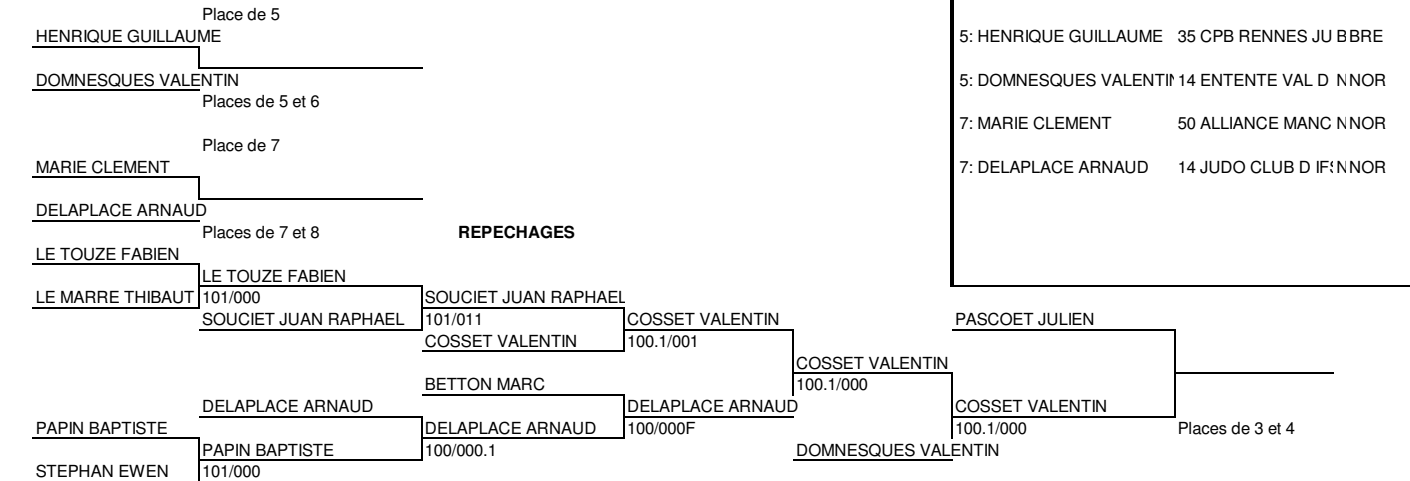 Place de 5
HENRIQUE GUILLAUME 5: HENRIQUE GUILLAUME 35 CPB RENNES JU B BRE
DOMNESQUES VALENTIN 5: DOMNESQUES VALENTIN 14 ENTENTE VAL D N NOR
Places de 5 et 6
7: MARIE CLEMENT 50 ALLIANCE MANC N NOR
Place de 7
MARIE CLEMENT 7: DELAPLACE ARNAUD 14 JUDO CLUB D IFS N NOR
DELAPLACE ARNAUD
Places de 7 et 8 REPECHAGES
LE TOUZE FABIEN
LE TOUZE FABIEN
LE MARRE THIBAUT 101/000 SOUCIET JUAN RAPHAEL
SOUCIET JUAN RAPHAEL 101/011 COSSET VALENTIN PASCOET JULIEN
COSSET VALENTIN 100.1/001
COSSET VALENTIN
BETTON MARC 100.1/000
DELAPLACE ARNAUD DELAPLACE ARNAUD COSSET VALENTIN
PAPIN BAPTISTE DELAPLACE ARNAUD 100/000F 100.1/000 Places de 3 et 4
PAPIN BAPTISTE 100/000.1 DOMNESQUES VALENTIN
STEPHAN EWEN 101/000